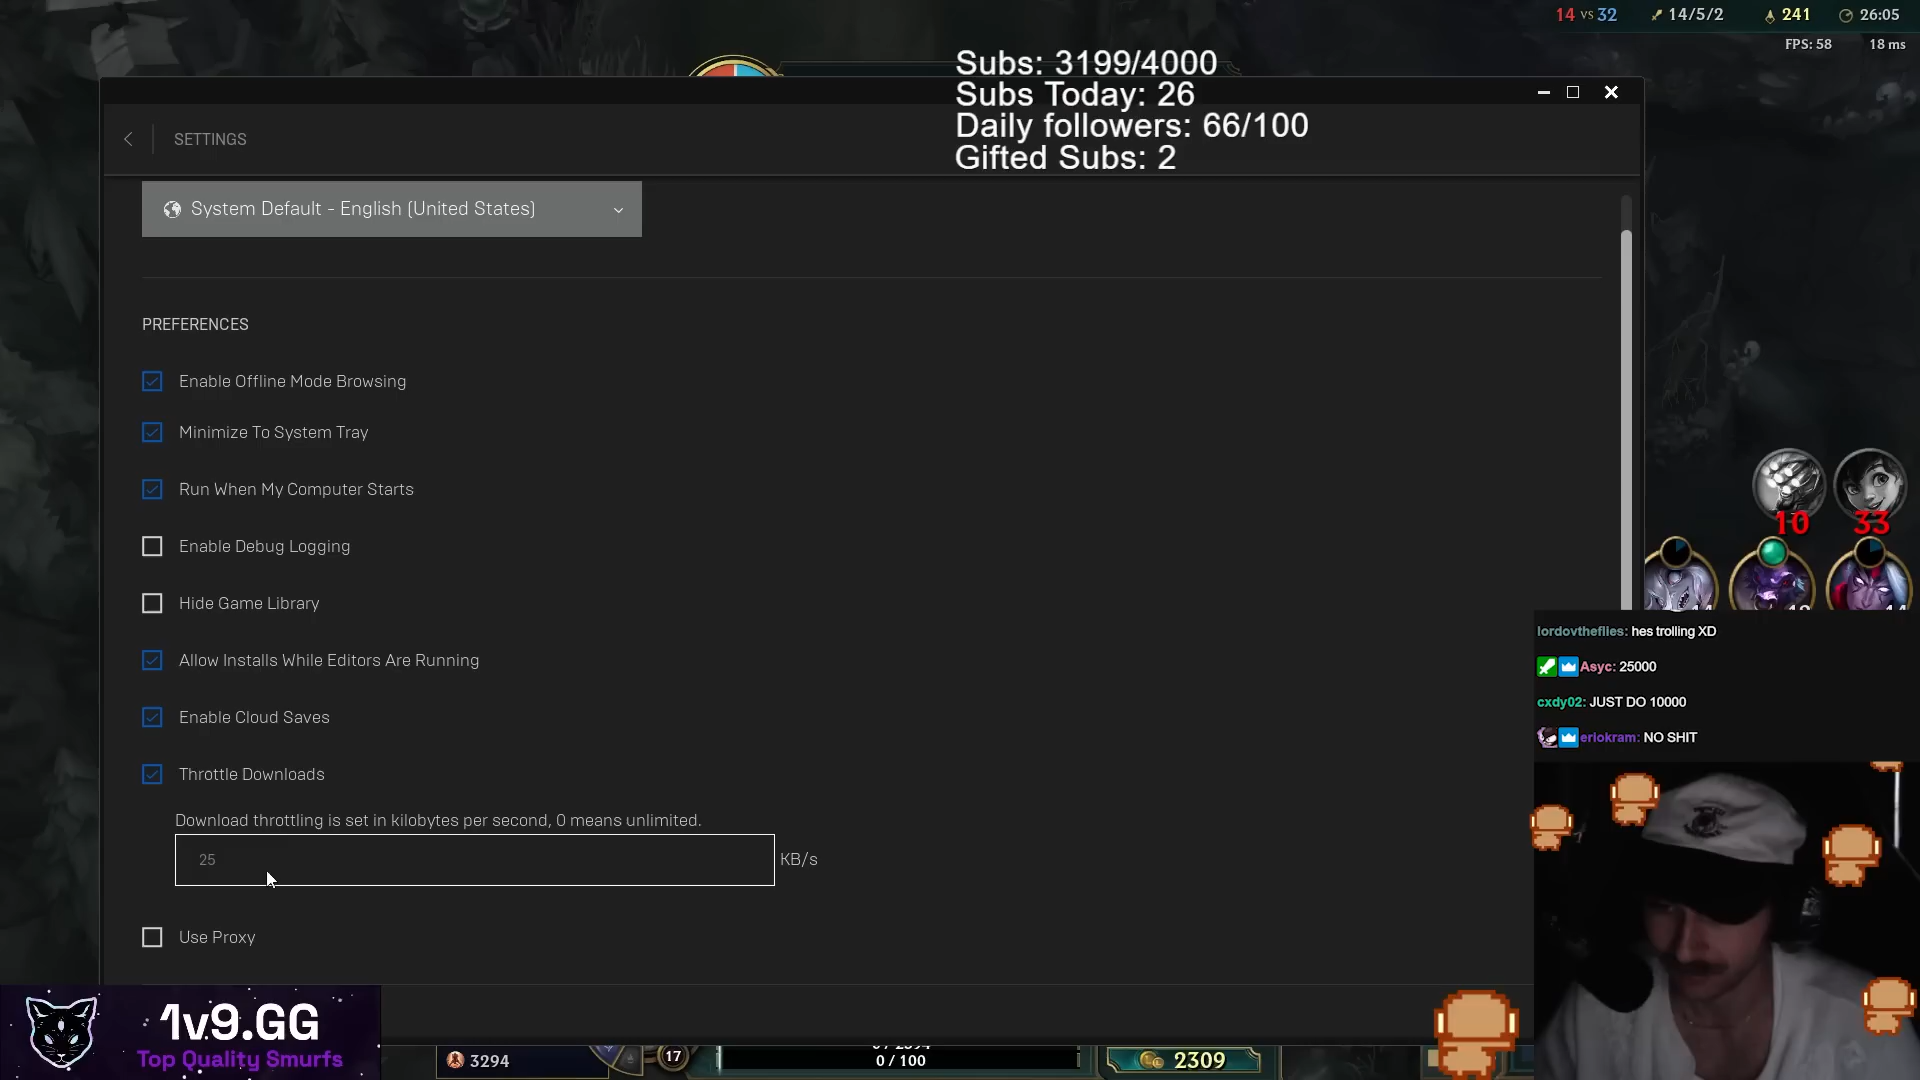 14 vs 32 14/5/2 241 26:05
FPS: 58 18 ms
Subs: 3199/4000
Subs Today: 26
Daily followers: 66/100
Gifted Subs: 2
SETTINGS
System Default - English (United States)
PREFERENCES
Enable Offline Mode Browsing
Minimize To System Tray
Run When My Computer Starts
Enable Debug Logging
Hide Game Library
Allow Installs While Editors Are Running
Enable Cloud Saves
Throttle Downloads
Download throttling is set in kilobytes per second, 0 means unlimited.
25 KB/s
Use Proxy
10 33
lordovtheflies: hes trolling XD
Asyc: 25000
cxdy02: JUST DO 10000
eriokram: NO SHIT
1v9.GG
Top Quality Smurfs
3294
17
0 / 100
2309